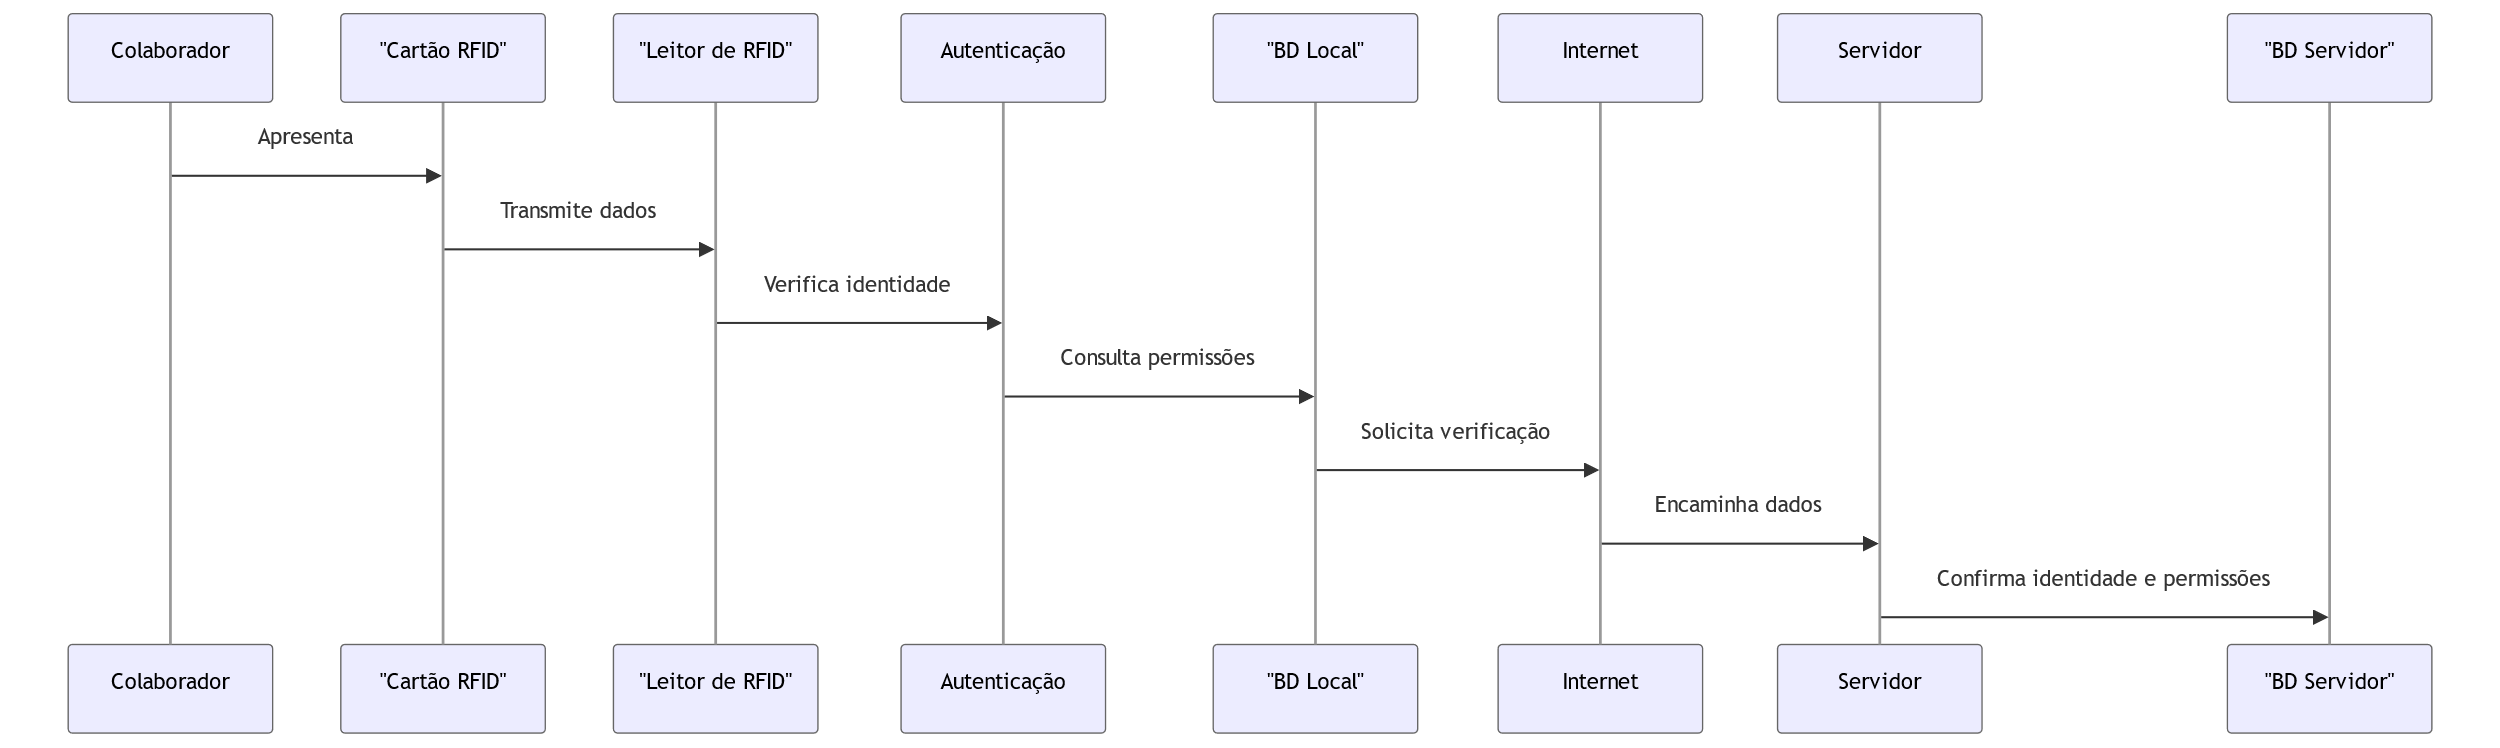 Colaborador
"Cartão RFID"
"Leitor de RFID"
Autenticação
"BD Local"
Internet
Servidor
"BD Servidor"
Apresenta
Transmite dados
Verifica identidade
Consulta permissões
Solicita verificação
Encaminha dados
Confirma identidade e permissões
Colaborador
"Cartão RFID"
"Leitor de RFID"
Autenticação
"BD Local"
Internet
Servidor
"BD Servidor"